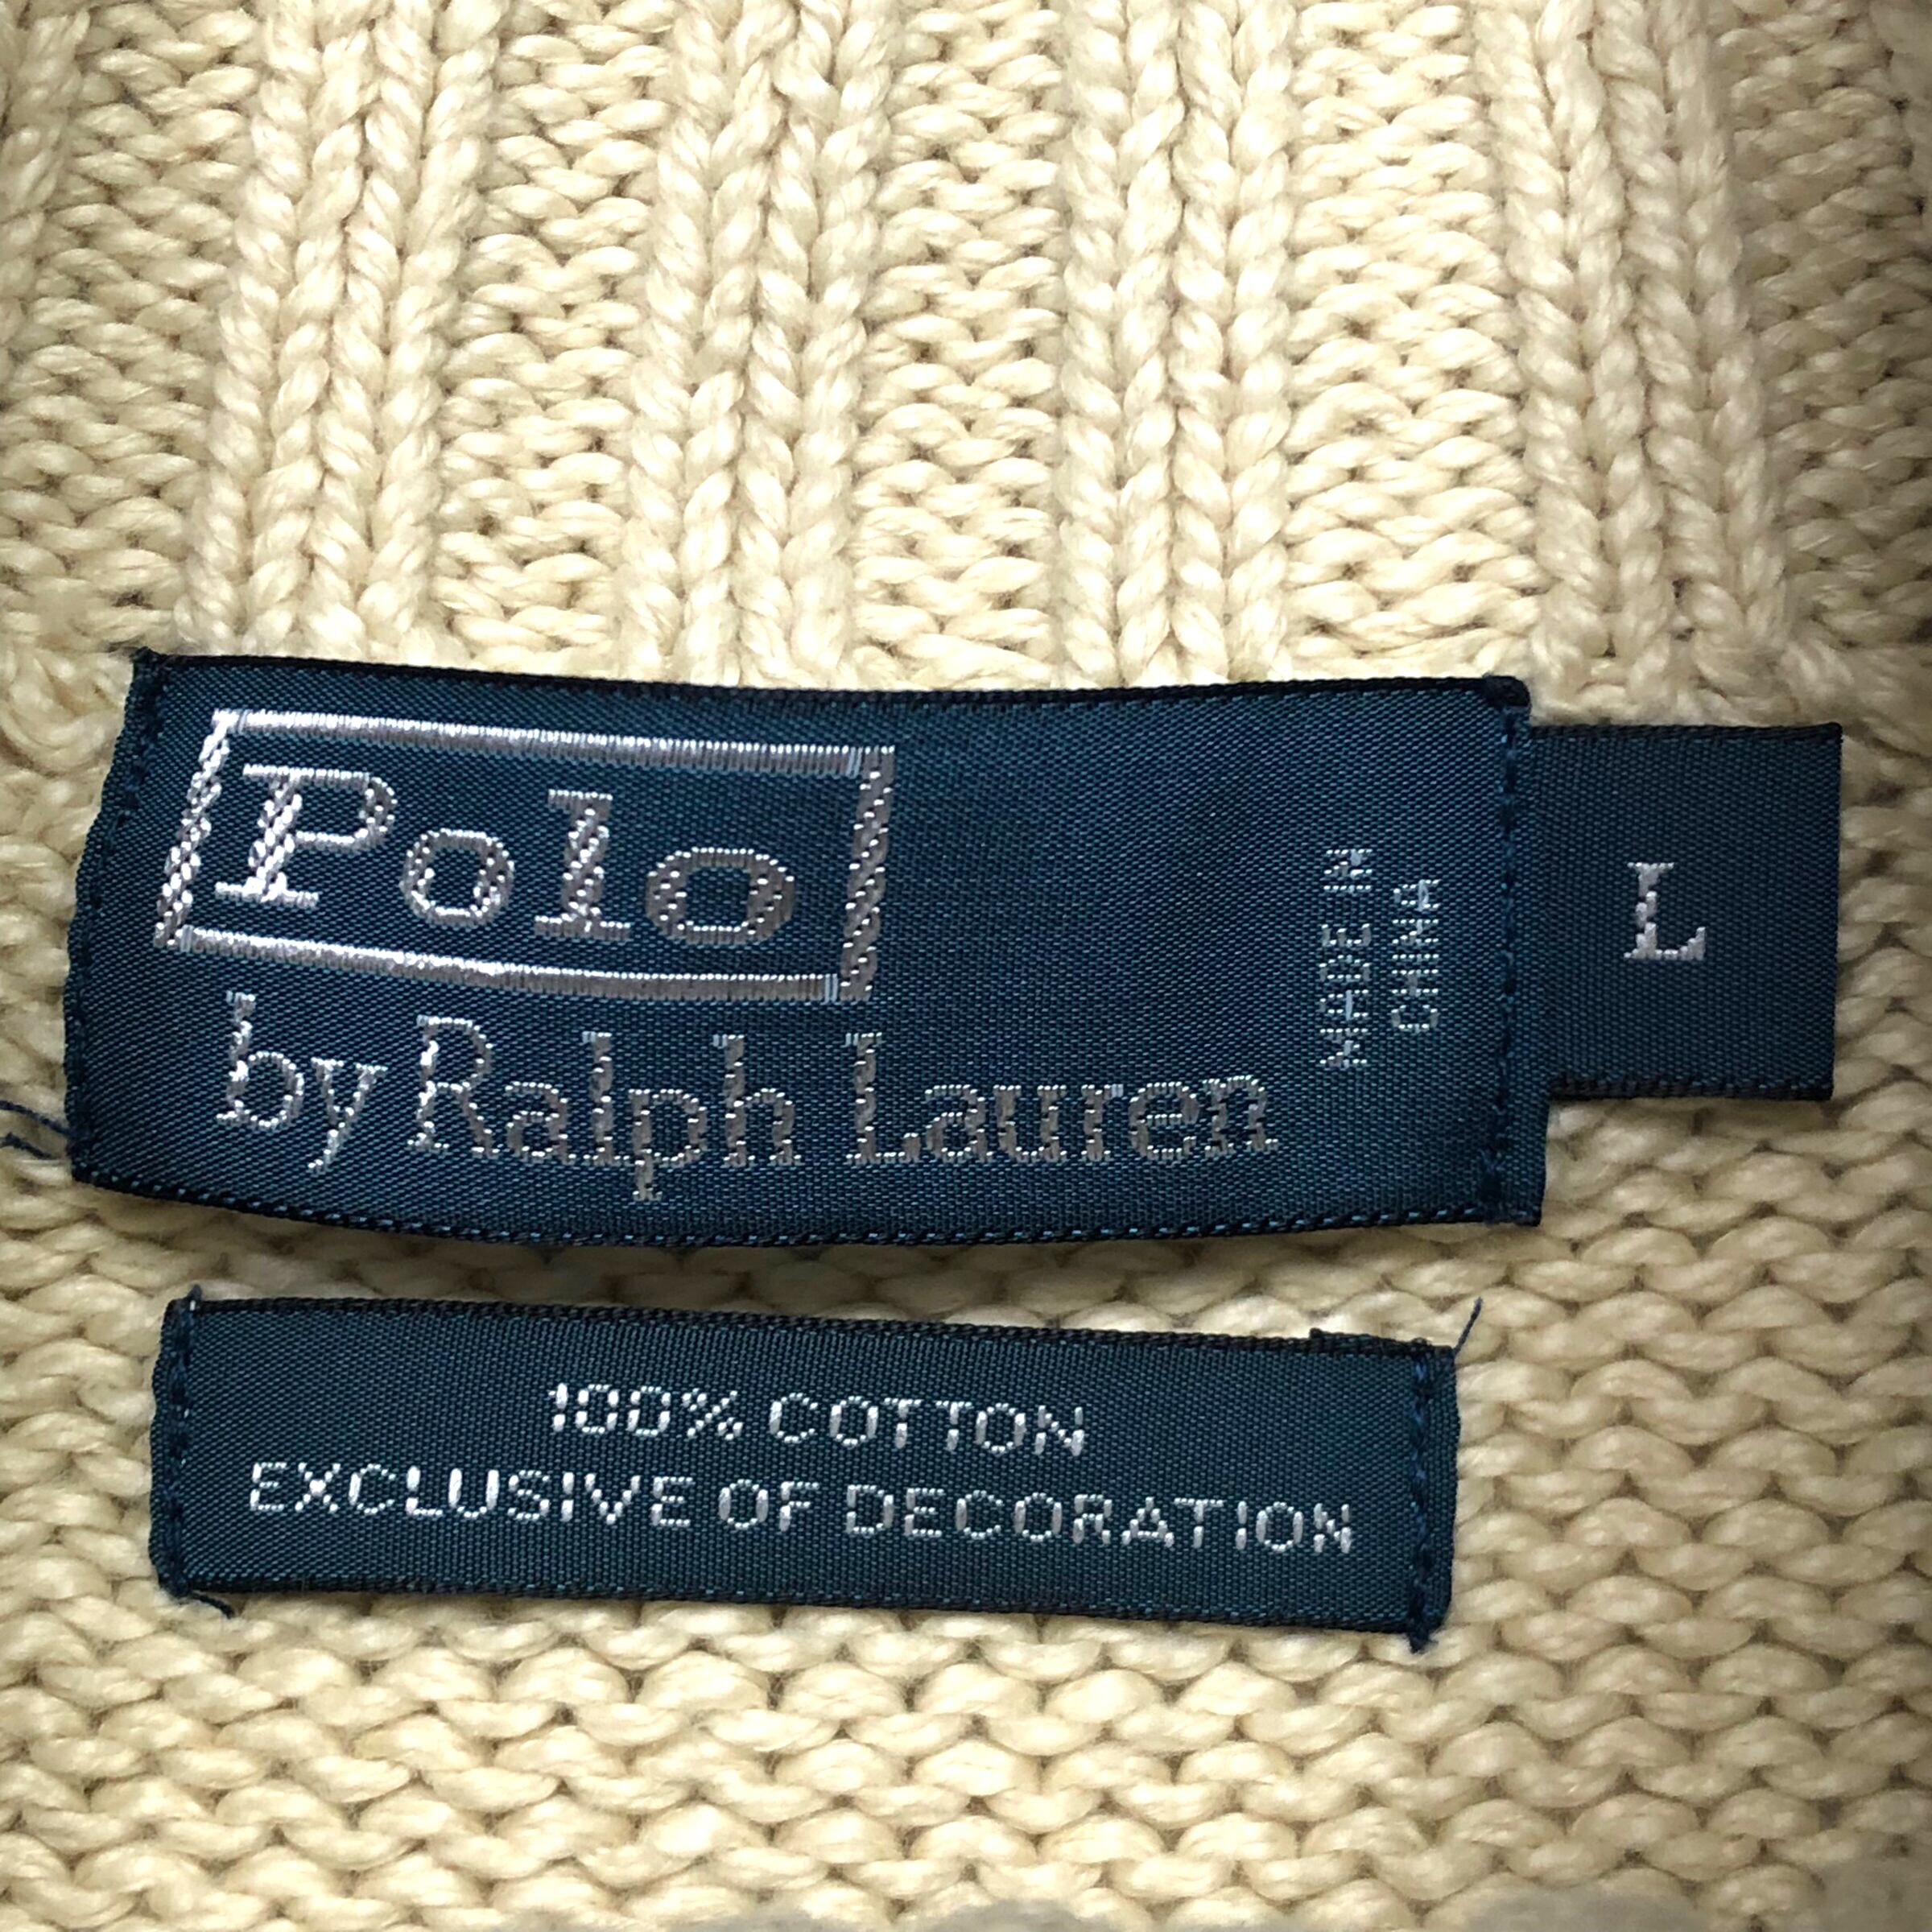 Polo
by Ralph Lauren
MADE IN
CHINA
L
100% COTTON
EXCLUSIVE OF DECORATION